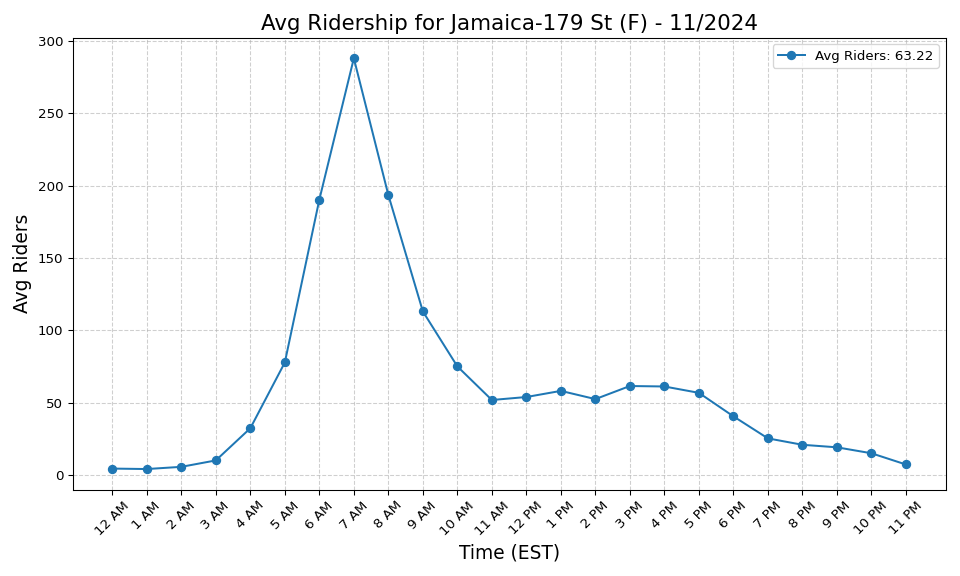 Avg Ridership for Jamaica-179 St (F) - 11/2024
Avg Riders: 63.22
Avg Riders
300
250
200
150
100
50
0
12 AM
1 AM
2 AM
3 AM
4 AM
5 AM
6 AM
7 AM
8 AM
9 AM
10 AM
11 AM
12 PM
1 PM
2 PM
3 PM
4 PM
5 PM
6 PM
7 PM
8 PM
9 PM
10 PM
11 PM
Time (EST)